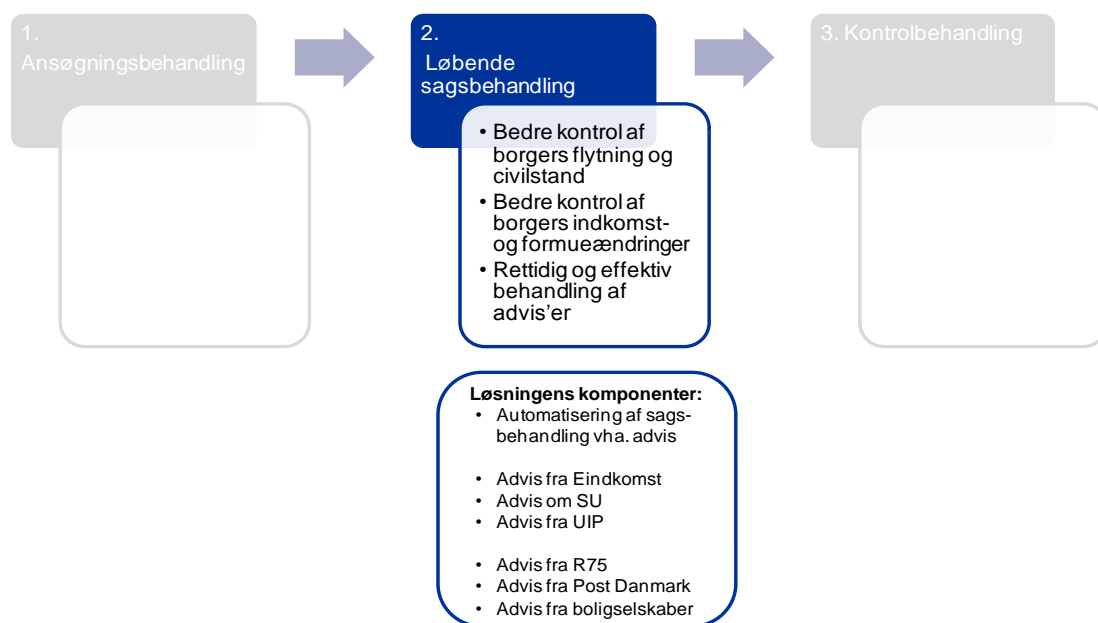 1.
Ansøgningsbehandling
2.
Løbende
sagsbehandling
• Bedre kontrol af
borgers flytning og
civilstand
• Bedre kontrol af
borgers indkomst-
og formueændringer
• Rettidig og effektiv
behandling af
advis’er
3. Kontrolbehandling
Løsningens komponenter:
• Automatisering af sags-
behandling vha. advis
• Advis fra Eindkomst
• Advis om SU
• Advis fra UIP
• Advis fra R75
• Advis fra Post Danmark
• Advis fra boligselskaber